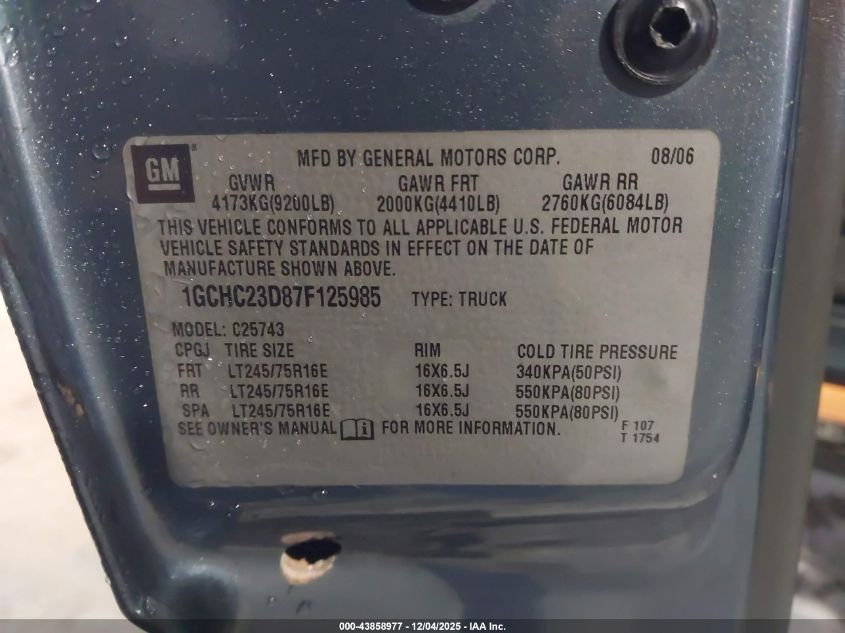 GM
MFD BY GENERAL MOTORS CORP. 08/06
GVWR GAWR FRT GAWR RR
4173KG(9200LB) 2000KG(4410LB) 2760KG(6084LB)
THIS VEHICLE CONFORMS TO ALL APPLICABLE U.S. FEDERAL MOTOR
VEHICLE SAFETY STANDARDS IN EFFECT ON THE DATE OF
MANUFACTURE SHOWN ABOVE.
1GCHC23D87F125985 TYPE: TRUCK
MODEL: C25743
CPGJ TIRE SIZE RIM COLD TIRE PRESSURE
FRT LT245/75R16E 16X6.5J 340KPA(50PSI)
RR LT245/75R16E 16X6.5J 550KPA(80PSI)
SPA LT245/75R16E 16X6.5J 550KPA(80PSI)
SEE OWNER'S MANUAL i FOR MORE INFORMATION. F 107
T 1754
000-43858977 - 12/04/2025 - IAA Inc.